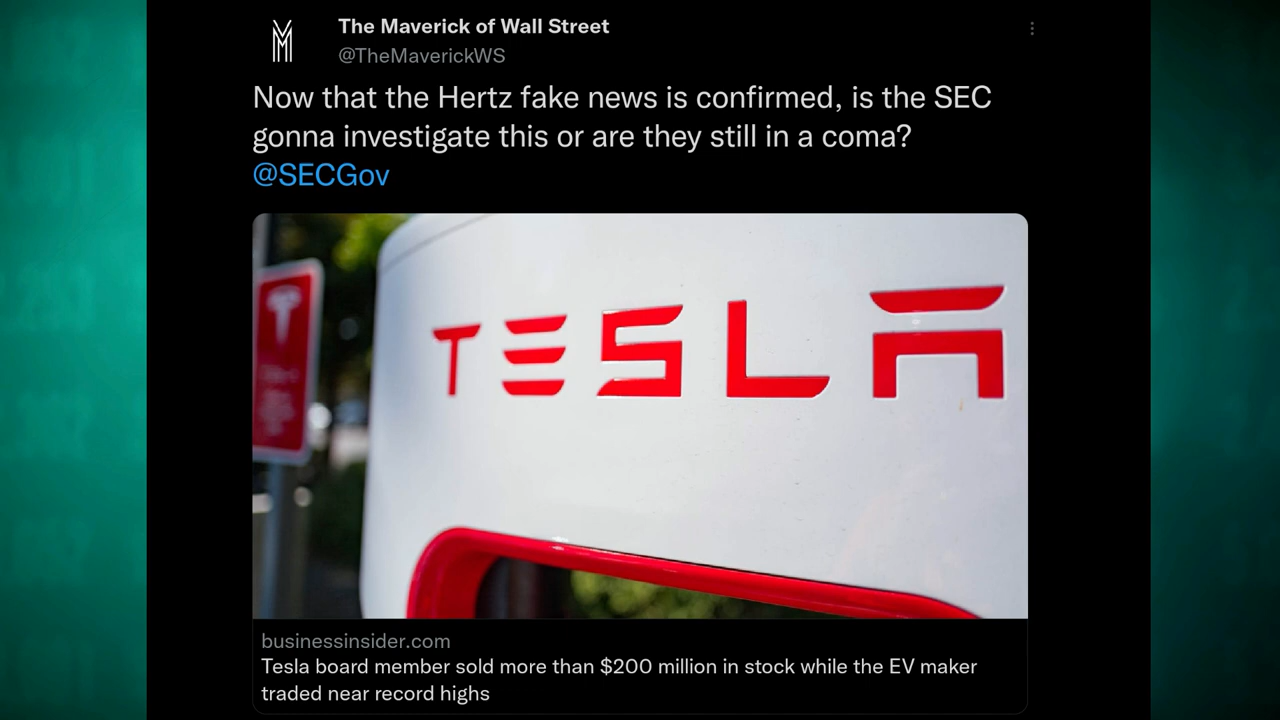 The Maverick of Wall Street
@TheMaverickWS
Now that the Hertz fake news is confirmed, is the SEC
gonna investigate this or are they still in a coma?
@SECGov
TESLA
businessinsider.com
Tesla board member sold more than $200 million in stock while the EV maker
traded near record highs